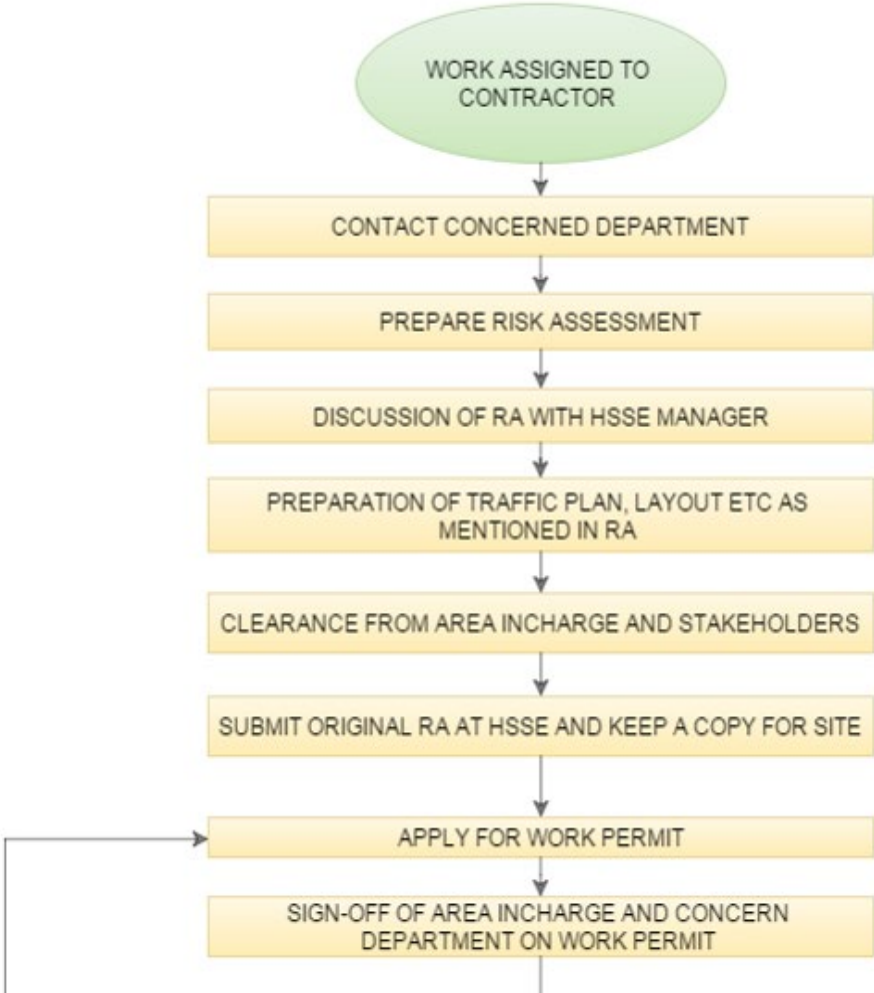 WORK ASSIGNED TO
CONTRACTOR
CONTACT CONCERNED DEPARTMENT
PREPARE RISK ASSESSMENT
DISCUSSION OF RA WITH HSSE MANAGER
PREPARATION OF TRAFFIC PLAN, LAYOUT ETC AS
MENTIONED IN RA
CLEARANCE FROM AREA INCHARGE AND STAKEHOLDERS
SUBMIT ORIGINAL RA AT HSSE AND KEEP A COPY FOR SITE
APPLY FOR WORK PERMIT
SIGN-OFF OF AREA INCHARGE AND CONCERN
DEPARTMENT ON WORK PERMIT